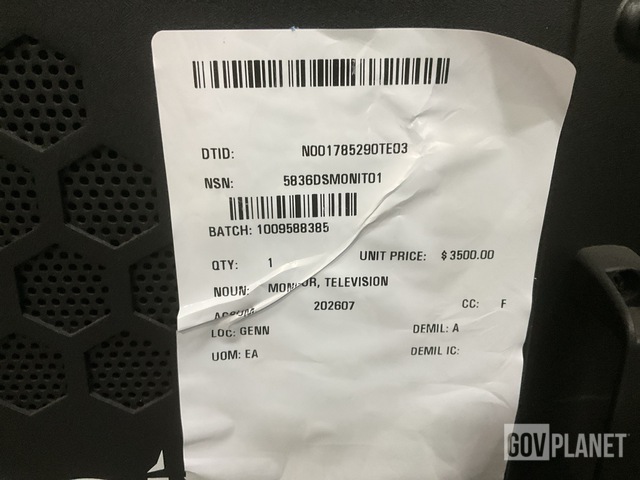 DTID: N001785290TE03
NSN: 5836DSMONIT01
BATCH: 1009588385
QTY: 1 UNIT PRICE: $3500.00
NOUN: TELEVISION
202607 CC: F
LOC: GENN DEMIL: A
UOM: EA DEMIL IC:
GOVPLANET